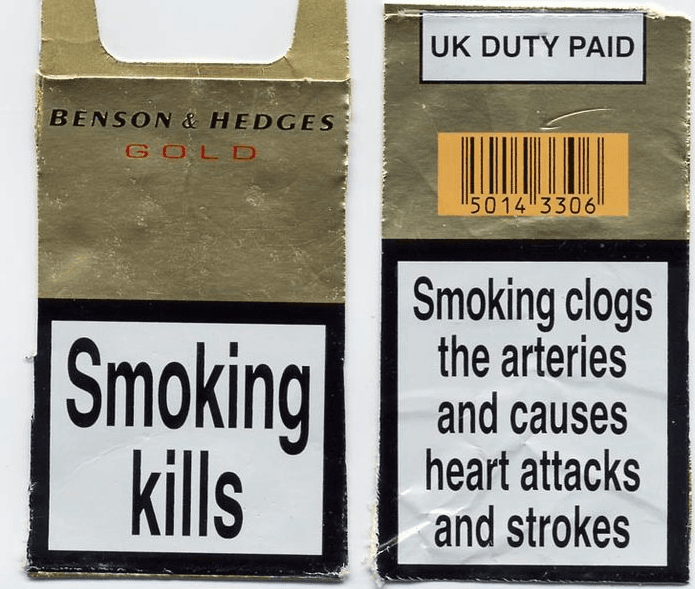 BENSON & HEDGES
GOLD
Smoking
kills
UK DUTY PAID
5014 3306
Smoking clogs
the arteries
and causes
heart attacks
and strokes